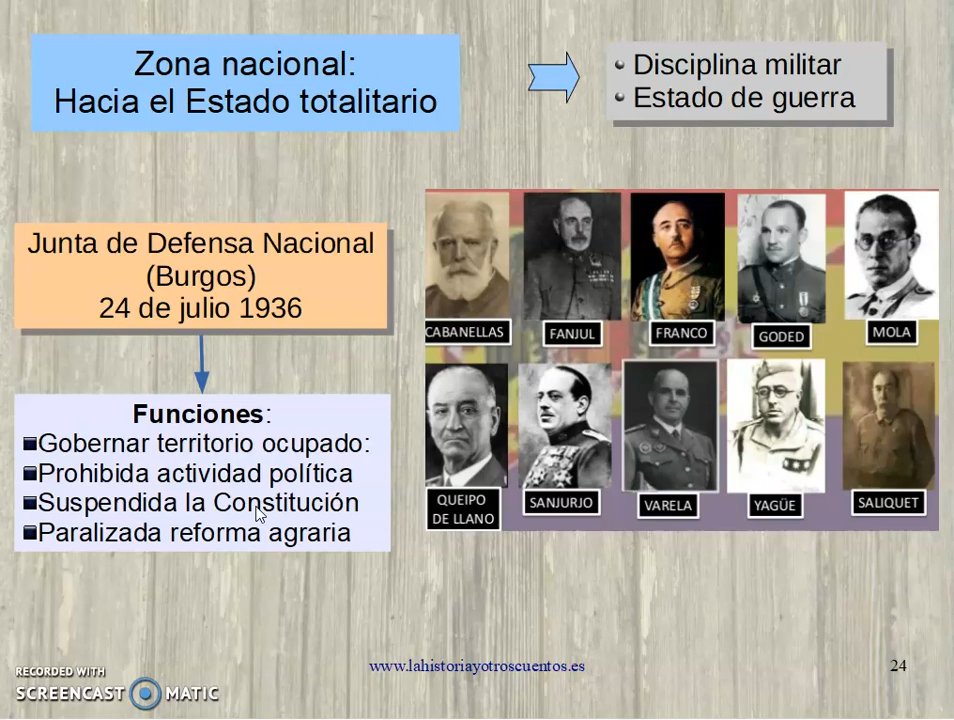 Zona nacional:
Hacia el Estado totalitario
• Disciplina militar
• Estado de guerra
Junta de Defensa Nacional
(Burgos)
24 de julio 1936
Funciones:
Gobernar territorio ocupado:
Prohibida actividad política
Suspendida la Constitución
Paralizada reforma agraria
CABANELLAS
FANJUL
FRANCO
GODED
MOLA
QUEIPO
DE LLANO
SANJURJO
VARELA
YAGÜE
SALIQUET
www.lahistoriayotroscuentos.es
24
RECORDED WITH
SCREENCAST MATIC